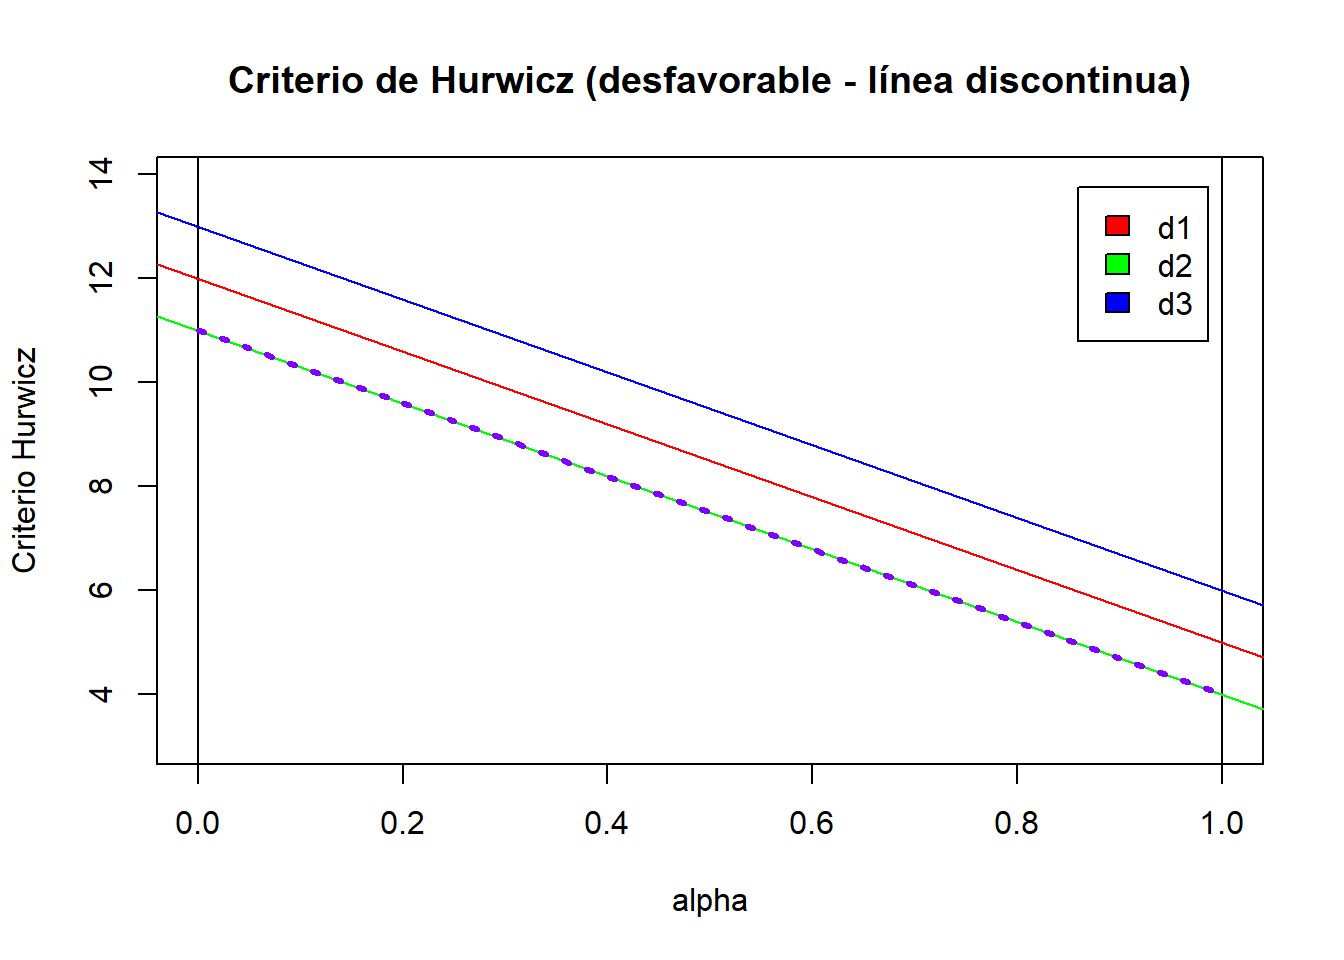 Criterio de Hurwicz (desfavorable - línea discontinua)
Criterio Hurwicz
14
12
10
8
6
4
d1
d2
d3
0.0 0.2 0.4 0.6 0.8 1.0
alpha